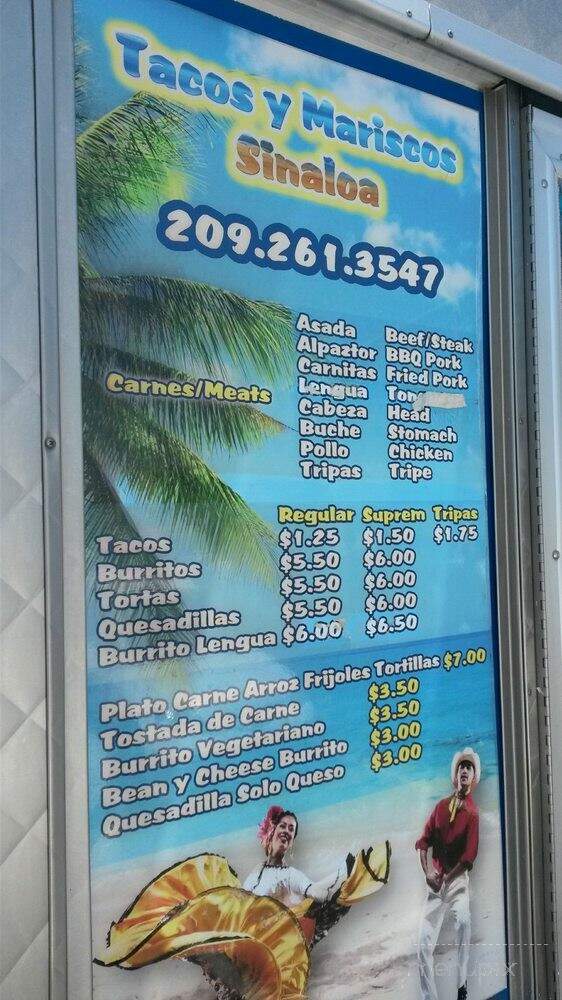 Tacos y Mariscos
Sinaloa
209.261.3547
Carnes/Meats
Asada Beef/Steak
Alpaztor BBQ Pork
Carnitas Fried Pork
Lengua
Cabeza Head
Buche Stomach
Pollo Chicken
Tripas Tripe
Regular Suprem Tripas
Tacos $1.25 $1.50 $1.75
Burritos $5.50 $6.00
Tortas $5.50 $6.00
Quesadillas $5.50 $6.00
Burrito Lengua $6.00 $6.50
Plato Carne Arroz Frijoles Tortillas $7.00
Tostada de Carne $3.50
Burrito Vegetariano $3.50
Bean y Cheese Burrito $3.00
Quesadilla Solo Queso $3.00
menupix